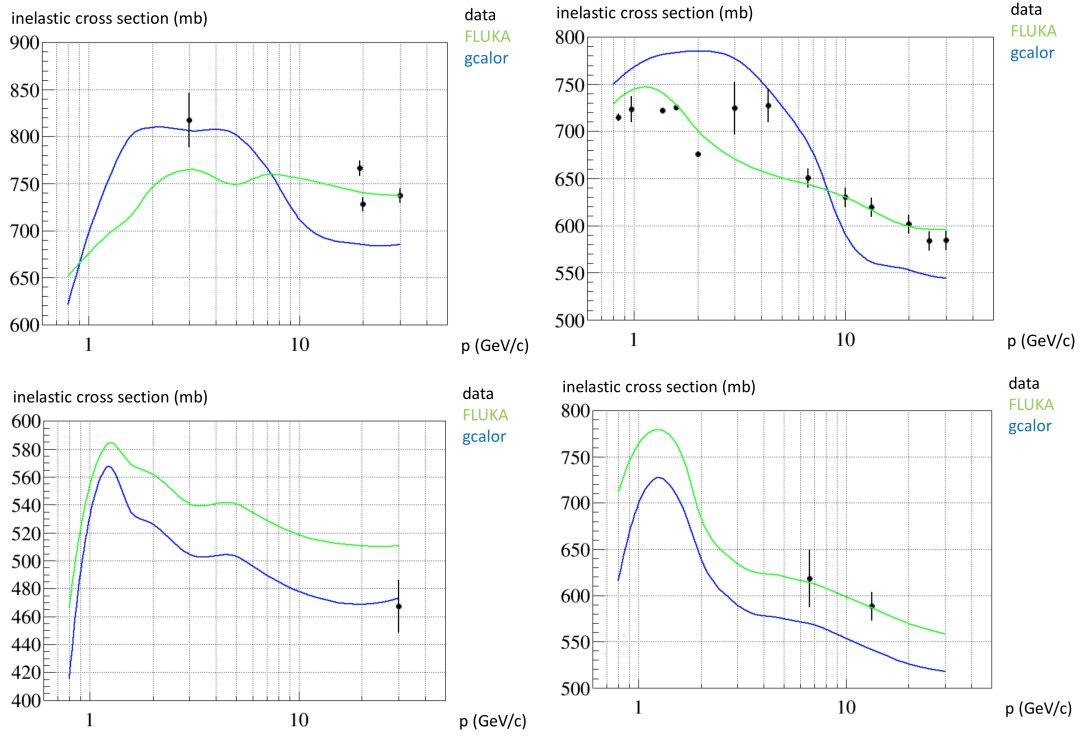 inelastic cross section (mb)
data
FLUKA
gcalor
900
850
800
750
700
650
600
1
10
p (GeV/c)
inelastic cross section (mb)
data
FLUKA
gcalor
800
750
700
650
600
550
500
1
10
p (GeV/c)
inelastic cross section (mb)
data
FLUKA
gcalor
600
580
560
540
520
500
480
460
440
420
400
1
10
p (GeV/c)
inelastic cross section (mb)
data
FLUKA
gcalor
800
750
700
650
600
550
500
1
10
p (GeV/c)